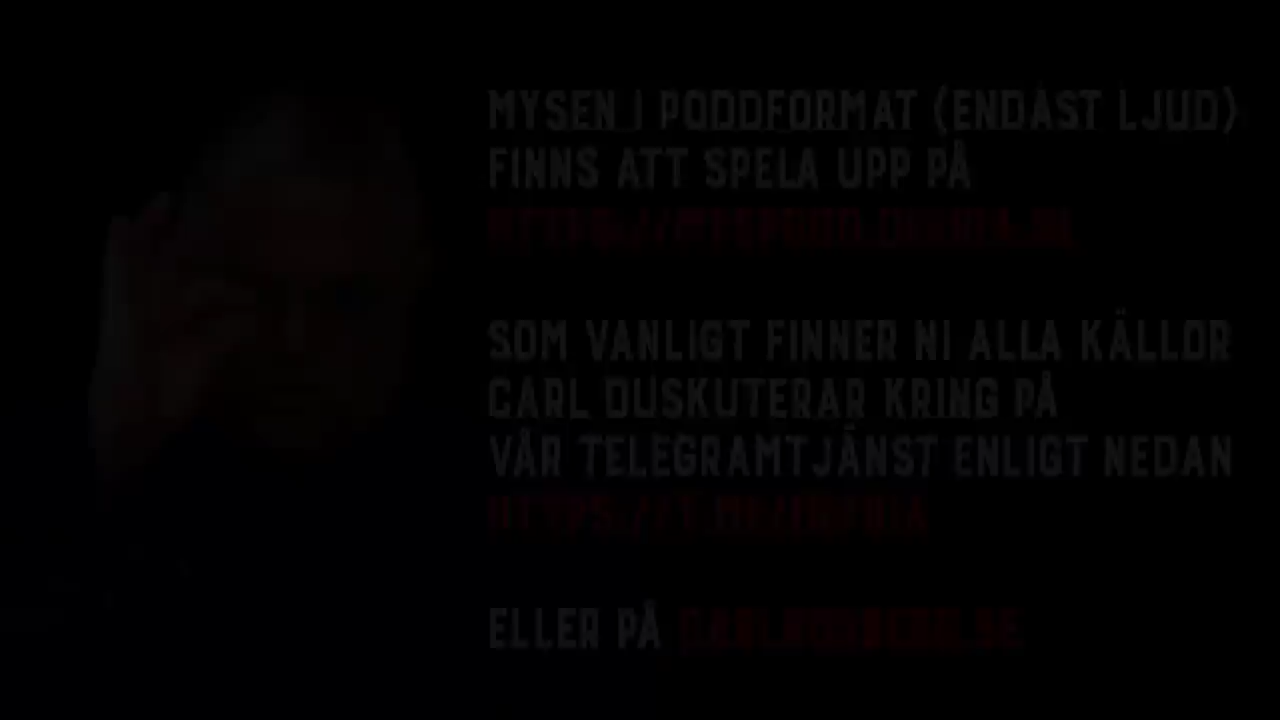 MYSEN I PODDFORMAT (ENDAST LJUD)
FINNS ATT SPELA UPP PÅ
SOM VANLIGT FINNER NI ALLA KÄLLOR
CARL DUSKUTERAR KRING PÅ
VÅR TELEGRAMTJÄNST ENLIGT NEDAN
ELLER PÅ